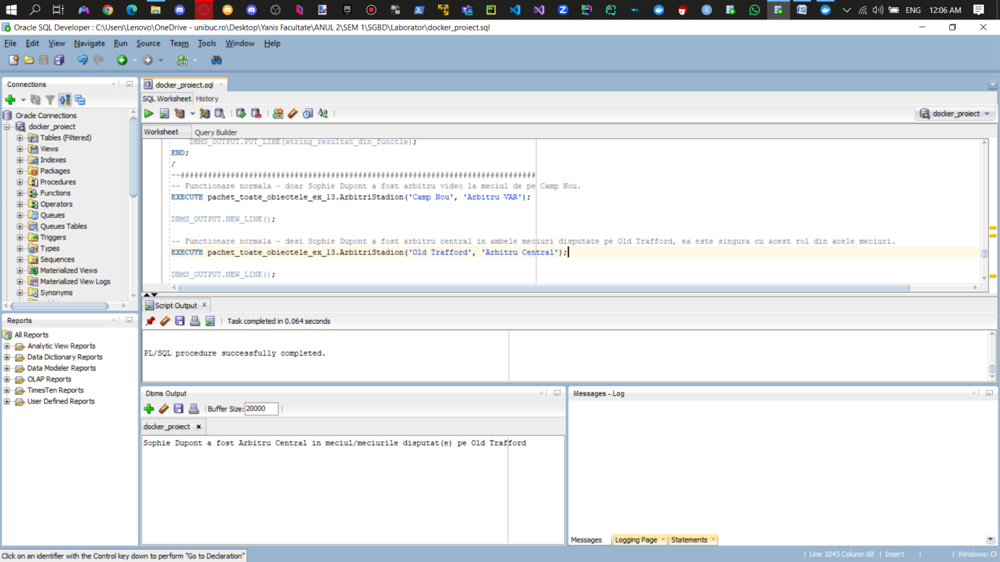 ENG 12:06 AM
Oracle SQL Developer : C:\Users\Lenovo\OneDrive - unibuc.ro\Desktop\Yanis Facultate\ANUL 2\SEM 1\SGBD\Laborator\docker_proiect.sql
File Edit View Navigate Run Source Team Tools Window Help
Connections
Oracle Connections
docker_project
Tables (Filtered)
Views
Indexes
Packages
Procedures
Functions
Operators
Queues
Queues Tables
Triggers
Types
Sequences
Materialized Views
Materialized View Logs
Synonyms
Reports
All Reports
Analytic View Reports
Data Dictionary Reports
Data Modeler Reports
OLAP Reports
TimesTen Reports
User Defined Reports
docker_project.sql
SQL Worksheet History
docker_project
Worksheet Query Builder
DBMS_OUTPUT.PUT_LINE(string_rezultat_din_functie);
END;
/
--##############################################################################
-- Functionare normala - doar Sophie Dupont a fost arbitru video la meciul de pe Camp Nou.
EXECUTE pachet_toate_obiectele_ex_13.ArbitriStadion('Camp Nou', 'Arbitru VAR');
DBMS_OUTPUT.NEW_LINE();
-- Functionare normala - desi Sophie Dupont a fost arbitru central in ambele meciuri disputate pe Old Trafford, ea este singura cu acest rol din acele meciuri.
EXECUTE pachet_toate_obiectele_ex_13.ArbitriStadion('Old Trafford', 'Arbitru Central');
DBMS_OUTPUT.NEW_LINE();
Script Output
Task completed in 0.064 seconds
PL/SQL procedure successfully completed.
Dbms Output
Buffer Size: 20000
docker_proiect
Sophie Dupont a fost Arbitru Central in meciul/meciurile disputat(e) pe Old Trafford
Messages - Log
Messages Logging Page Statements
Click on an identifier with the Control key down to perform "Go to Declaration"
Line 1043 Column 88 Insert Windows: CF